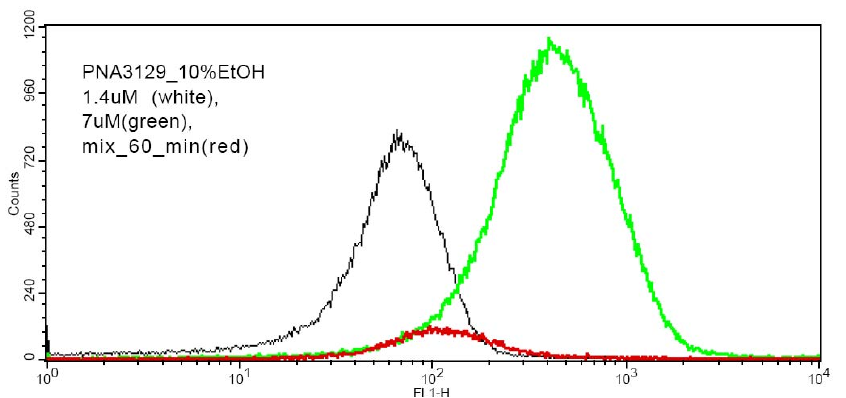 1200
960
720
480
240
0
Counts
PNA3129_10%EtOH
1.4uM (white),
7uM(green),
mix_60_min(red)
10^0 10^1 10^2 10^3 10^4
FL1-H